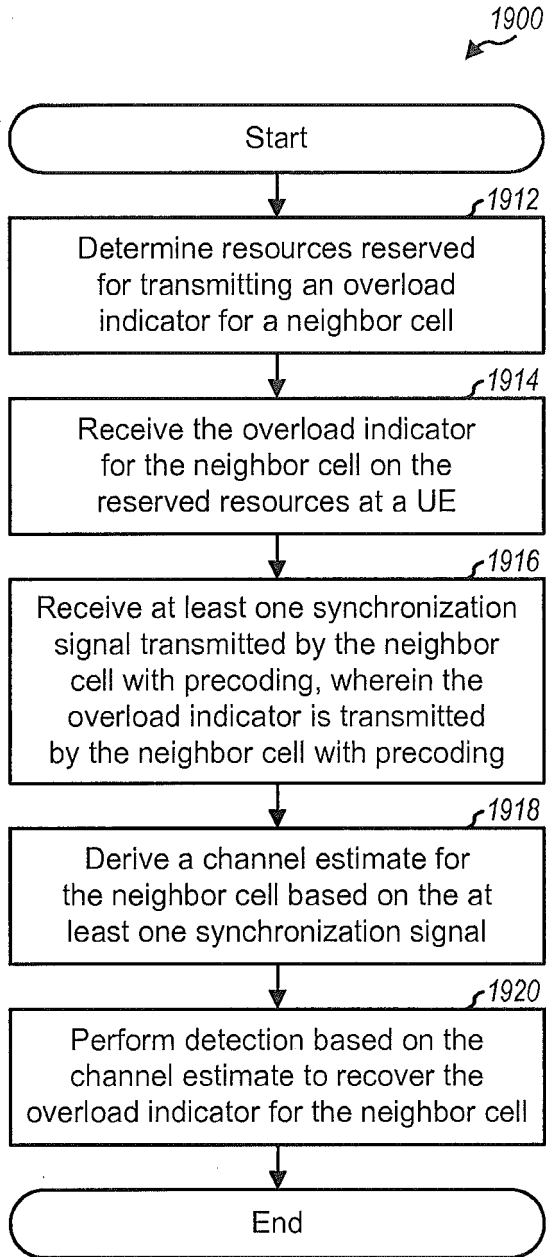 1900
Start
1912
Determine resources reserved
for transmitting an overload
indicator for a neighbor cell
1914
Receive the overload indicator
for the neighbor cell on the
reserved resources at a UE
1916
Receive at least one synchronization
signal transmitted by the neighbor
cell with precoding, wherein the
overload indicator is transmitted
by the neighbor cell with precoding
1918
Derive a channel estimate for
the neighbor cell based on the at
least one synchronization signal
1920
Perform detection based on the
channel estimate to recover the
overload indicator for the neighbor cell
End